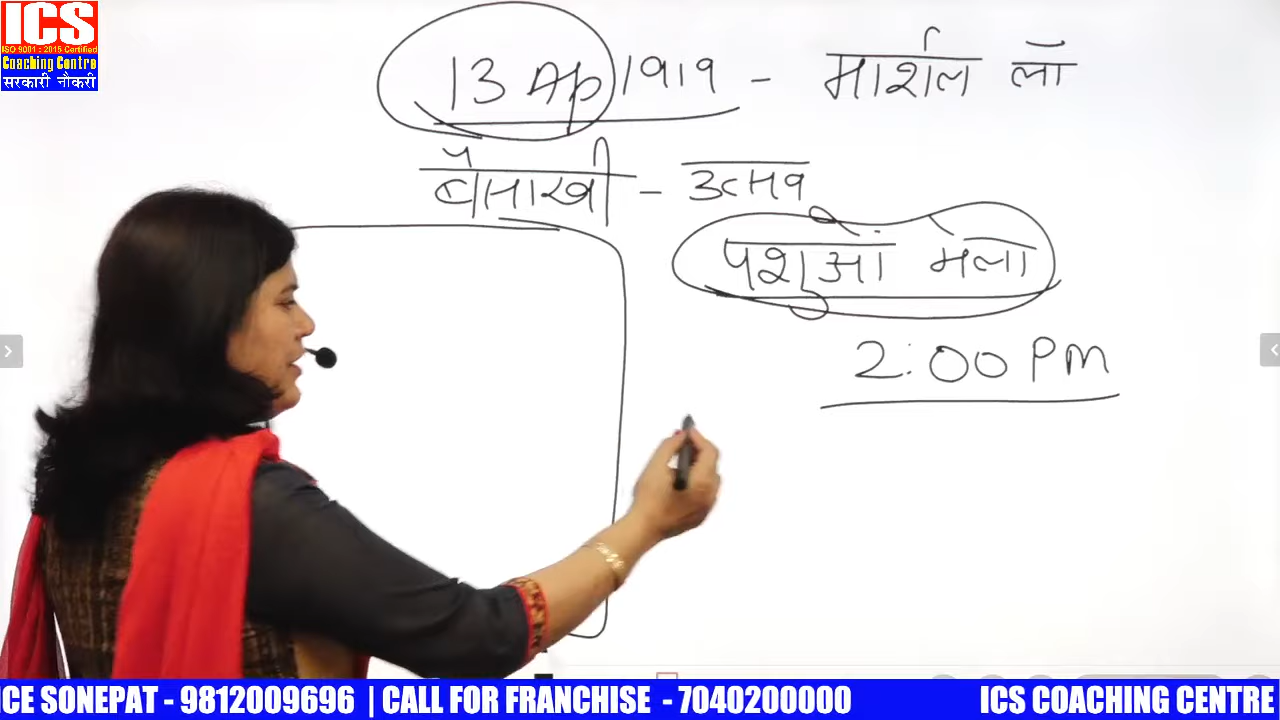 ICS
ISO 9001 : 2015 Certified
Coaching Centre
सरकारी नौकरी
13 Ap 1919 - मार्शल लॉ
बैसाखी - उत्सव
पशुओं मेला
2:00 PM
ICE SONEPAT - 9812009696 | CALL FOR FRANCHISE - 7040200000 ICS COACHING CENTRE